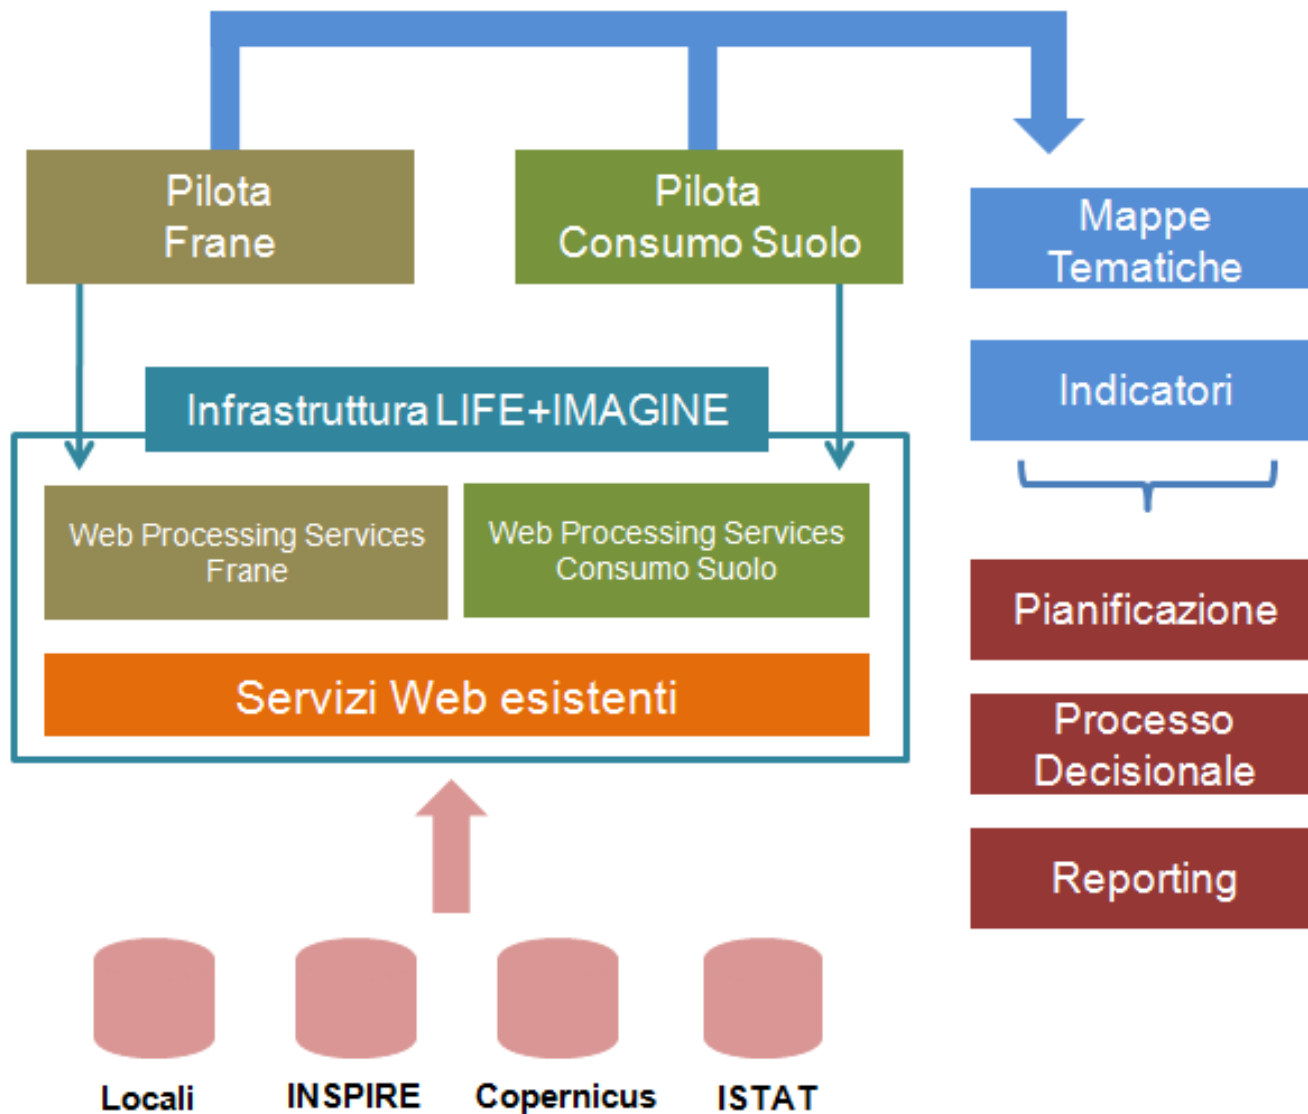 Pilota
Frane
Pilota
Consumo Suolo
Mappe
Tematiche
Indicatori
Infrastruttura LIFE+IMAGINE
Web Processing Services
Frane
Web Processing Services
Consumo Suolo
Servizi Web esistenti
Pianificazione
Processo
Decisionale
Reporting
Locali
INSPIRE
Copernicus
ISTAT